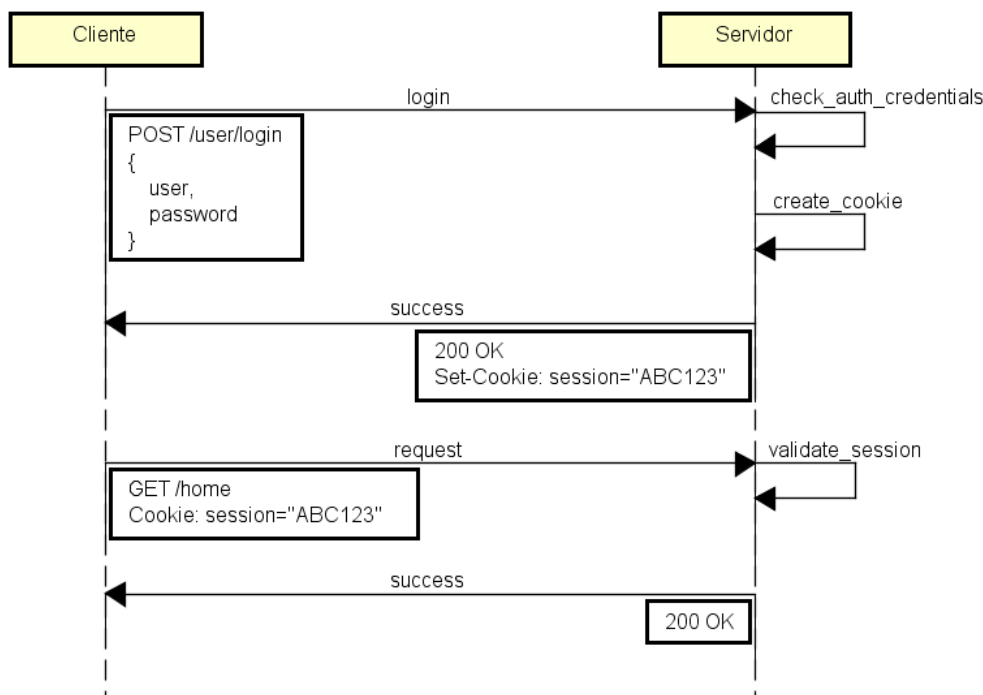 Cliente
Servidor
login
check_auth_credentials
POST /user/login
{
user,
password
}
create_cookie
success
200 OK
Set-Cookie: session="ABC123"
request
validate_session
GET /home
Cookie: session="ABC123"
success
200 OK